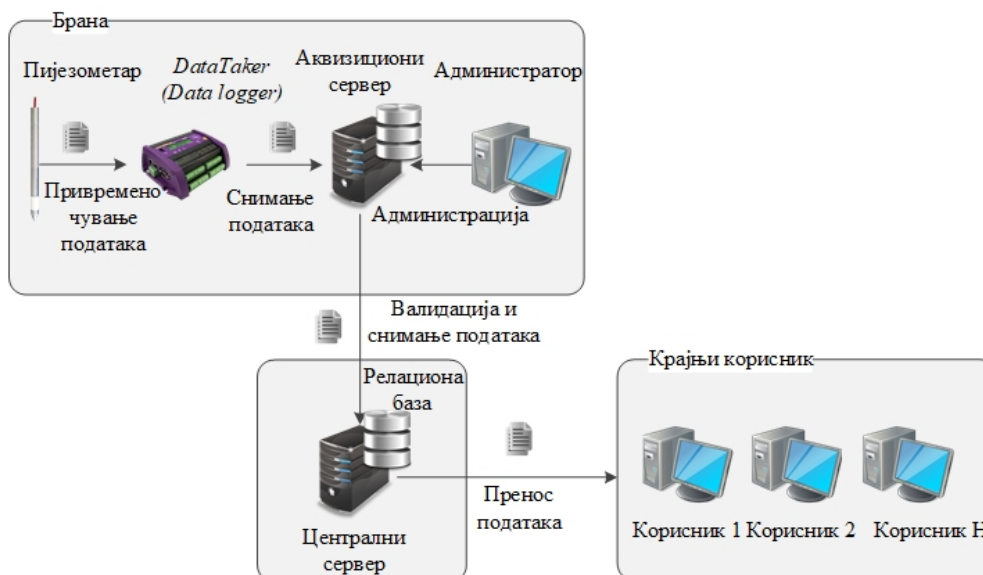 Брана
Пијезометар
DataTaker
(Data logger)
Аквизициони
сервер
Администратор
Привремено
чување
података
Снимање
података
Администрација
Валидација и
снимање података
Релациона
база
Централни
сервер
Пренос
података
Крајњи корисник
Корисник 1
Корисник 2
Корисник Н